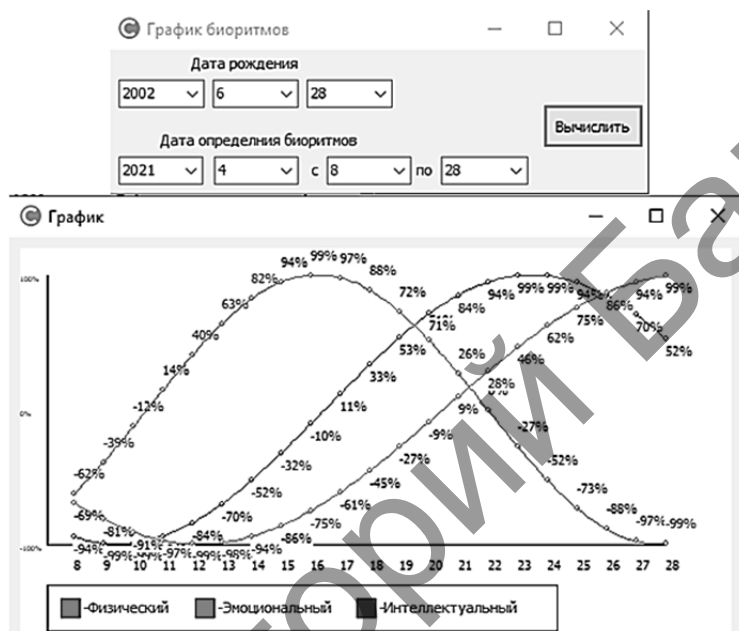 График биоритмов
Дата рождения
2002 6 28
Вычислить
Дата определния биоритмов
2021 4 с 8 по 28
График
94% 99% 97%
82% 88%
100% 72% 94% 99% 99% 94% 94% 99%
63% 84% 86%
71% 75% 70%
40% 53% 62% 52%
14% 33% 26% 46%
28%
-12% 11% 9%
0% -39% -10% -9% -27%
-62% -32% -27% -52%
-69% -52% -45% -73%
-81% -70% -61% -88%
-91% -84% -75% -97% -99%
-100% -94% -99% -97% -99% -98% -94% -86%
8 9 10 11 12 13 14 15 16 17 18 19 20 21 22 23 24 25 26 27 28
-Физический -Эмоциональный -Интеллектуальный